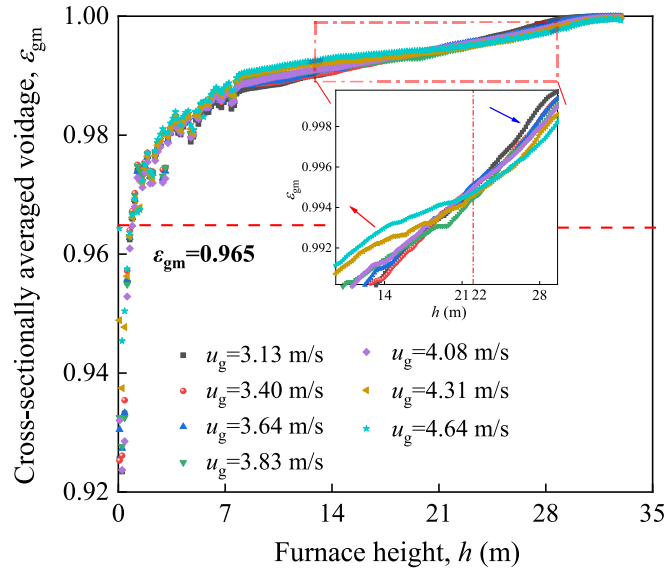 Cross-sectionally averaged voidage, εgm
1.00
0.98
0.96
0.94
0.92
0
7
14
21
28
35
Furnace height, h (m)
εgm=0.965
εgm
0.998
0.996
0.994
0.992
14
21 22
28
h (m)
ug=3.13 m/s
ug=3.40 m/s
ug=3.64 m/s
ug=3.83 m/s
ug=4.08 m/s
ug=4.31 m/s
ug=4.64 m/s